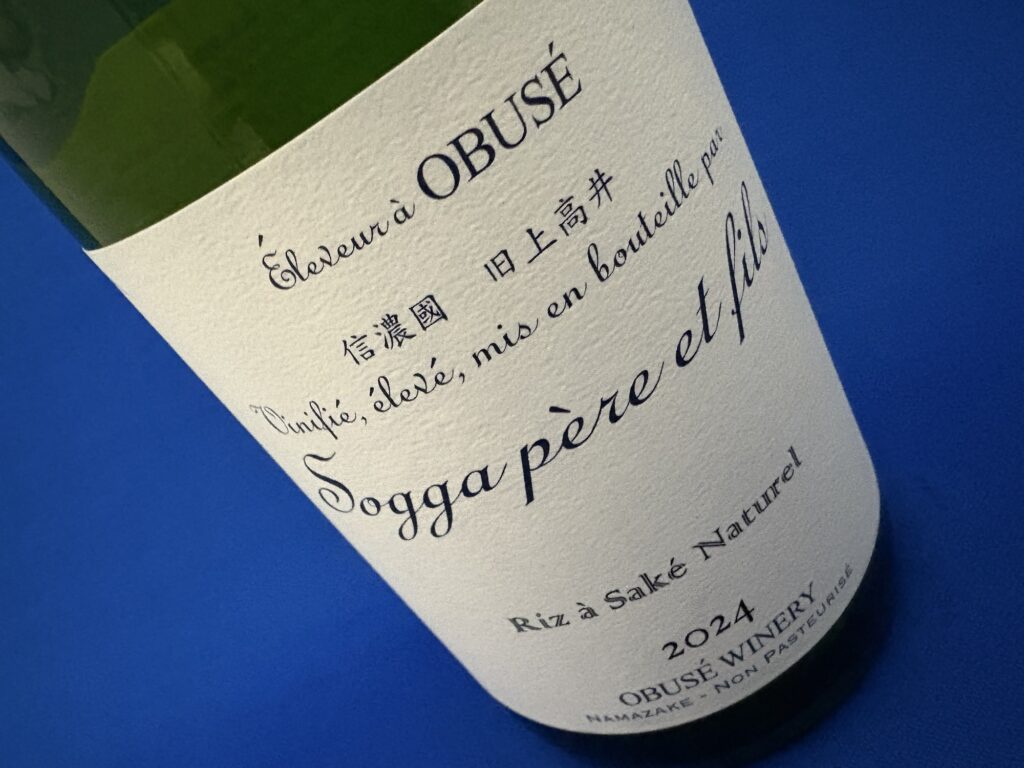 Éleveur à OBUSÉ
信濃國 旧上高井
Vinifié, élevé, mis en bouteille par
Sogga père et fils
Riz à Saké Naturel
2024
OBUSÉ WINERY
NAMAZAKE - NON PASTEURISÉ